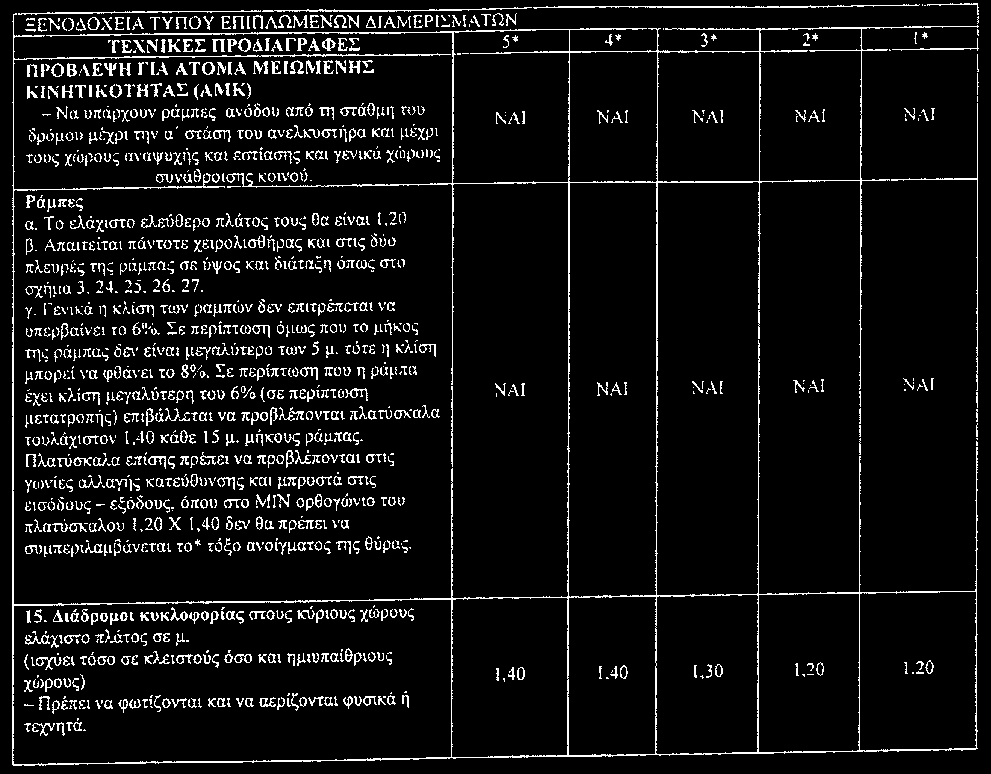 ΞΕΝΟΔΟΧΕΙΑ ΤΥΠΟΥ ΕΠΙΠΛΩΜΕΝΩΝ ΔΙΑΜΕΡΙΣΜΑΤΩΝ
ΤΕΧΝΙΚΕΣ ΠΡΟΔΙΑΓΡΑΦΕΣ 5* 4* 3* 2* 1*
ΠΡΟΒΛΕΨΗ ΓΙΑ ΑΤΟΜΑ ΜΕΙΩΜΕΝΗΣ
ΚΙΝΗΤΙΚΟΤΗΤΑΣ (ΑΜΚ)
– Να υπάρχουν ράμπες ανόδου από τη στάθμη του
δρόμου μέχρι την α΄ στάση του ανελκυστήρα και μέχρι
τους χώρους αναψυχής και εστίασης και γενικά χώρους
συνάθροισης κοινού.
ΝΑΙ ΝΑΙ ΝΑΙ ΝΑΙ ΝΑΙ
Ράμπες
α. Το ελάχιστο ελεύθερο πλάτος τους θα είναι 1,20
β. Απαιτείται πάντοτε χειρολισθήρας και στις δύο
πλευρές της ράμπας σε ύψος και διάταξη όπως στο
σχήμα 3. 24. 25. 26. 27.
γ. Γενικά η κλίση των ραμπών δεν επιτρέπεται να
υπερβαίνει το 6%. Σε περίπτωση όμως που το μήκος
της ράμπας δεν είναι μεγαλύτερο των 5 μ. τότε η κλίση
μπορεί να φθάνει το 8%. Σε περίπτωση που η ράμπα
έχει κλίση μεγαλύτερη του 6% (σε περίπτωση
μετατροπής) επιβάλλεται να προβλέπονται πλατύσκαλα
τουλάχιστον 1,40 κάθε 15 μ. μήκους ράμπας.
Πλατύσκαλα επίσης πρέπει να προβλέπονται στις
γωνίες αλλαγής κατεύθυνσης και μπροστά στις
εισόδους – εξόδους, όπου στο ΜΙΝ ορθογώνιο του
πλατύσκαλου 1,20 Χ 1,40 δεν θα πρέπει να
συμπεριλαμβάνεται το* τόξο ανοίγματος της θύρας.
ΝΑΙ ΝΑΙ ΝΑΙ ΝΑΙ ΝΑΙ
15. Διάδρομοι κυκλοφορίας στους κύριους χώρους
ελάχιστο πλάτος σε μ.
(ισχύει τόσο σε κλειστούς όσο και ημιυπαίθριους
χώρους)
– Πρέπει να φωτίζονται και να αερίζονται φυσικά ή
τεχνητά.
1,40 1.40 1,30 1,20 1.20